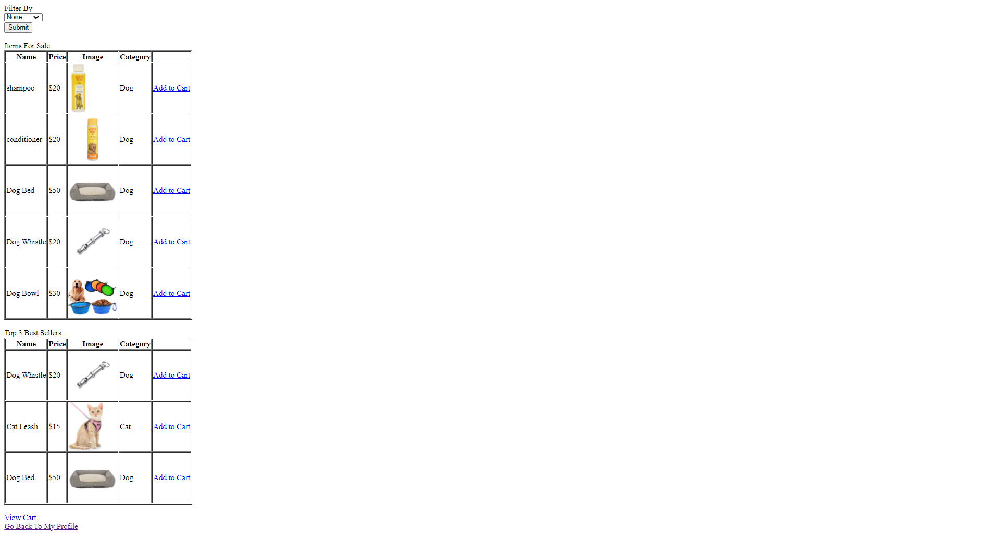 Filter By
None
Submit
Items For Sale
Name Price Image Category
shampoo $20 Dog Add to Cart
conditioner $20 Dog Add to Cart
Dog Bed $50 Dog Add to Cart
Dog Whistle $20 Dog Add to Cart
Dog Bowl $30 Dog Add to Cart
Top 3 Best Sellers
Name Price Image Category
Dog Whistle $20 Dog Add to Cart
Cat Leash $15 Cat Add to Cart
Dog Bed $50 Dog Add to Cart
View Cart
Go Back To My Profile